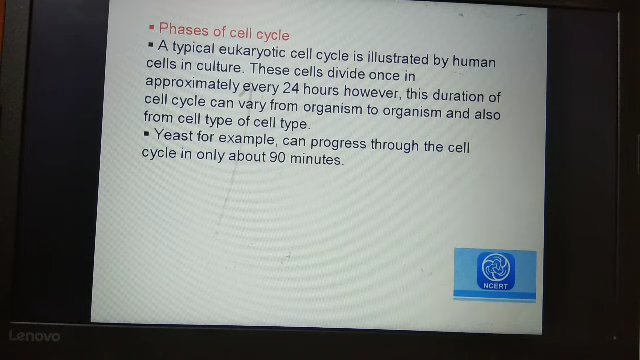 ▪ Phases of cell cycle
▪ A typical eukaryotic cell cycle is illustrated by human
cells in culture. These cells divide once in
approximately every 24 hours however, this duration of
cell cycle can vary from organism to organism and also
from cell type of cell type.
▪ Yeast for example, can progress through the cell
cycle in only about 90 minutes.
NCERT
Lenovo